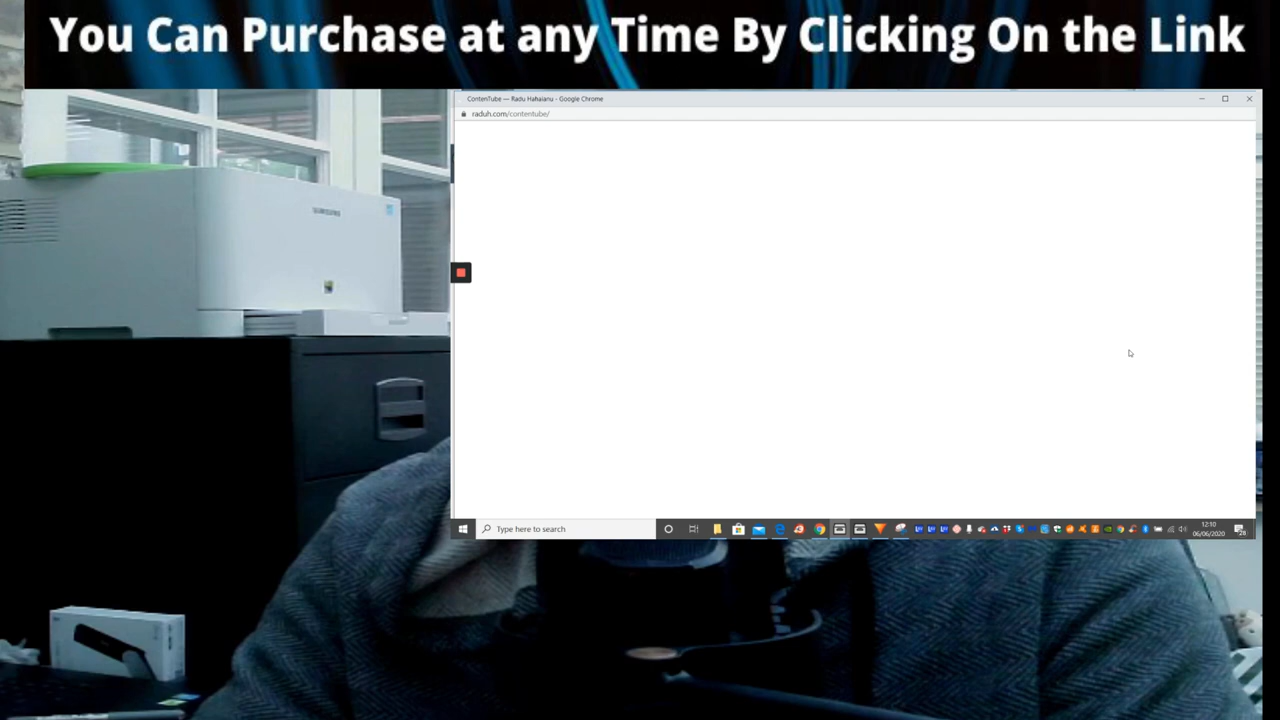 You Can Purchase at any Time By Clicking On the Link
ContenTube — Radu Hahaianu - Google Chrome
raduh.com/contentube/
SAMSUNG
Type here to search
12:10
06/06/2020
28